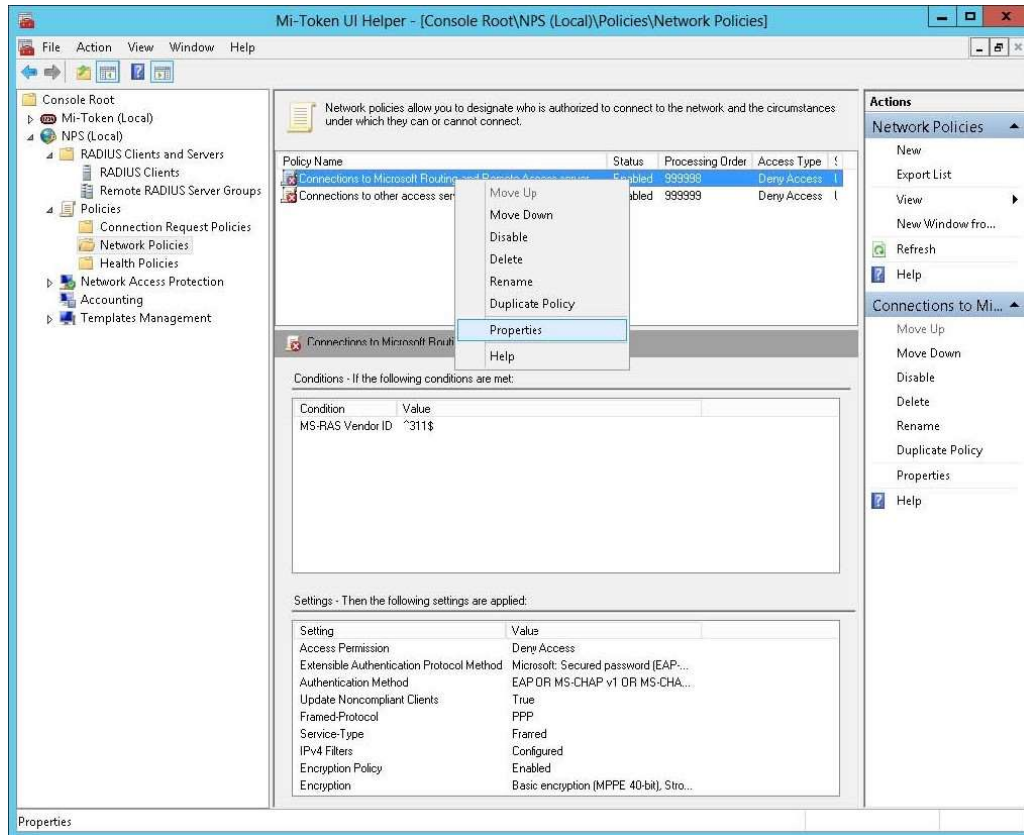 Mi-Token UI Helper - [Console Root\NPS (Local)\Policies\Network Policies]
File Action View Window Help
Console Root
Mi-Token (Local)
NPS (Local)
RADIUS Clients and Servers
RADIUS Clients
Remote RADIUS Server Groups
Policies
Connection Request Policies
Network Policies
Health Policies
Network Access Protection
Accounting
Templates Management
Network policies allow you to designate who is authorized to connect to the network and the circumstances
under which they can or cannot connect.
Policy Name Status Processing Order Access Type
Connections to Microsoft Routing and Remote Access server Enabled 999998 Deny Access
Connections to other access ser abled 999999 Deny Access
Move Up
Move Down
Disable
Delete
Rename
Duplicate Policy
Properties
Help
Connections to Microsoft Routi
Conditions - If the following conditions are met:
Condition Value
MS-RAS Vendor ID ^311$
Settings - Then the following settings are applied:
Setting Value
Access Permission Deny Access
Extensible Authentication Protocol Method Microsoft: Secured password (EAP-...
Authentication Method EAP OR MS-CHAP v1 OR MS-CHA...
Update Noncompliant Clients True
Framed-Protocol PPP
Service-Type Framed
IPv4 Filters Configured
Encryption Policy Enabled
Encryption Basic encryption (MPPE 40-bit), Stro...
Actions
Network Policies
New
Export List
View
New Window fro...
Refresh
Help
Connections to Mi...
Move Up
Move Down
Disable
Delete
Rename
Duplicate Policy
Properties
Help
Properties